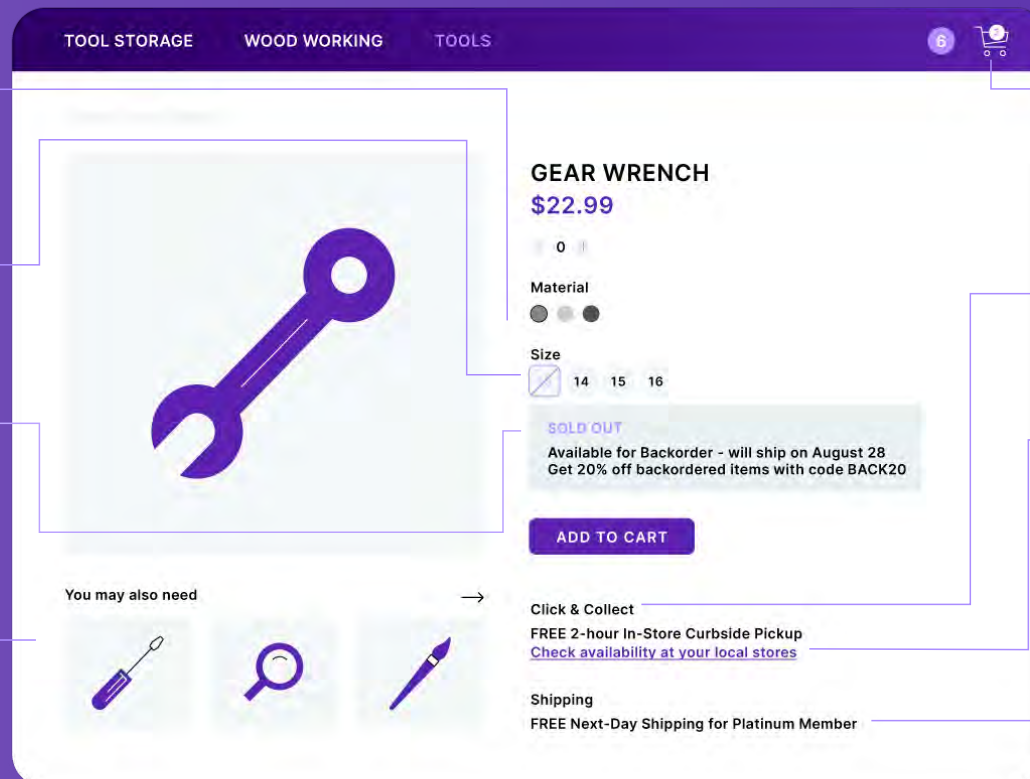 TOOL STORAGE WOOD WORKING TOOLS 6
GEAR WRENCH
$22.99
0
Material
Size
14 15 16
SOLD OUT
Available for Backorder - will ship on August 28
Get 20% off backordered items with code BACK20
ADD TO CART
You may also need
Click & Collect
FREE 2-hour In-Store Curbside Pickup
Check availability at your local stores
Shipping
FREE Next-Day Shipping for Platinum Member